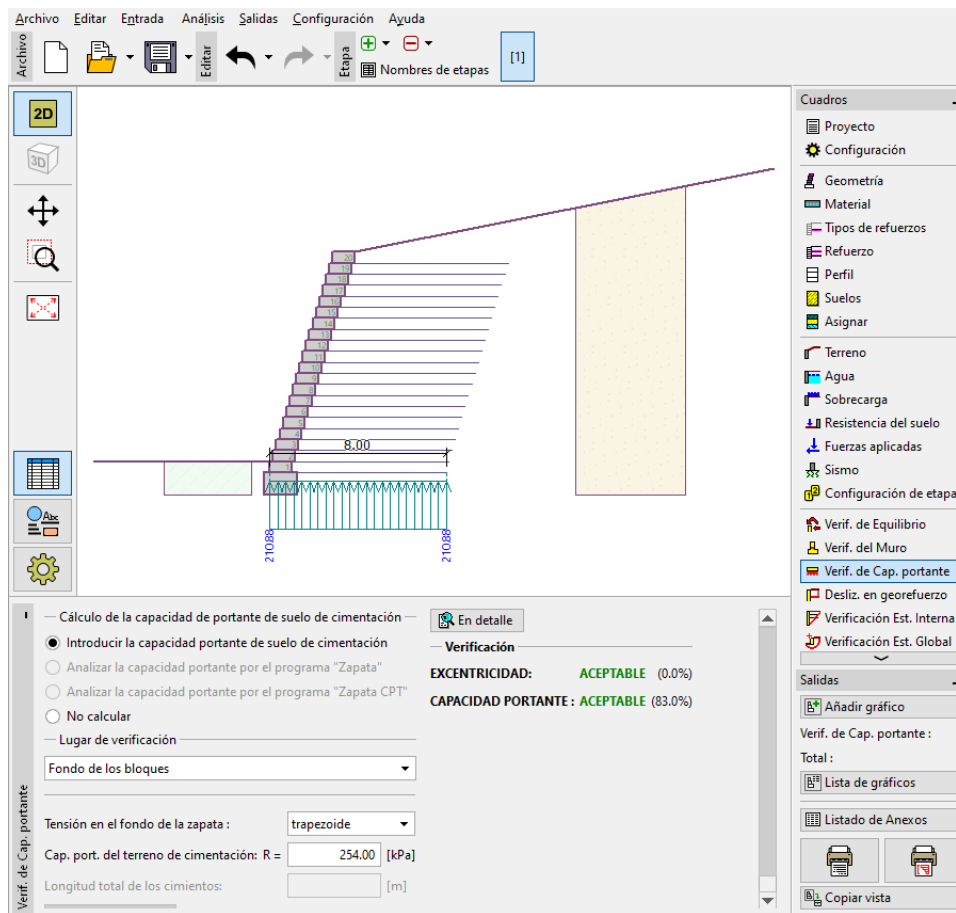 Archivo Editar Entrada Análisis Salidas Configuración Ayuda
Archivo
Editar
Etapa
Nombres de etapas
[1]
2D
3D
Abc
20
19
18
17
16
15
14
13
12
11
10
9
8
7
6
5
4
3
2
1
8.00
210.88
210.88
Cuadros
Proyecto
Configuración
Geometría
Material
Tipos de refuerzos
Refuerzo
Perfil
Suelos
Asignar
Terreno
Agua
Sobrecarga
Resistencia del suelo
Fuerzas aplicadas
Sismo
Configuración de etapa
Verif. de Equilibrio
Verif. del Muro
Verif. de Cap. portante
Desliz. en georefuerzo
Verificación Est. Interna
Verificación Est. Global
Salidas
Añadir gráfico
Verif. de Cap. portante :
Total :
Lista de gráficos
Listado de Anexos
Copiar vista
Verif. de Cap. portante
Cálculo de la capacidad de portante de suelo de cimentación
Introducir la capacidad portante de suelo de cimentación
Analizar la capacidad portante por el programa "Zapata"
Analizar la capacidad portante por el programa "Zapata CPT"
No calcular
Lugar de verificación
Fondo de los bloques
Tensión en el fondo de la zapata : trapezoide
Cap. port. del terreno de cimentación: R = 254.00 [kPa]
Longitud total de los cimientos: [m]
En detalle
Verificación
EXCENTRICIDAD: ACEPTABLE (0.0%)
CAPACIDAD PORTANTE : ACEPTABLE (83.0%)